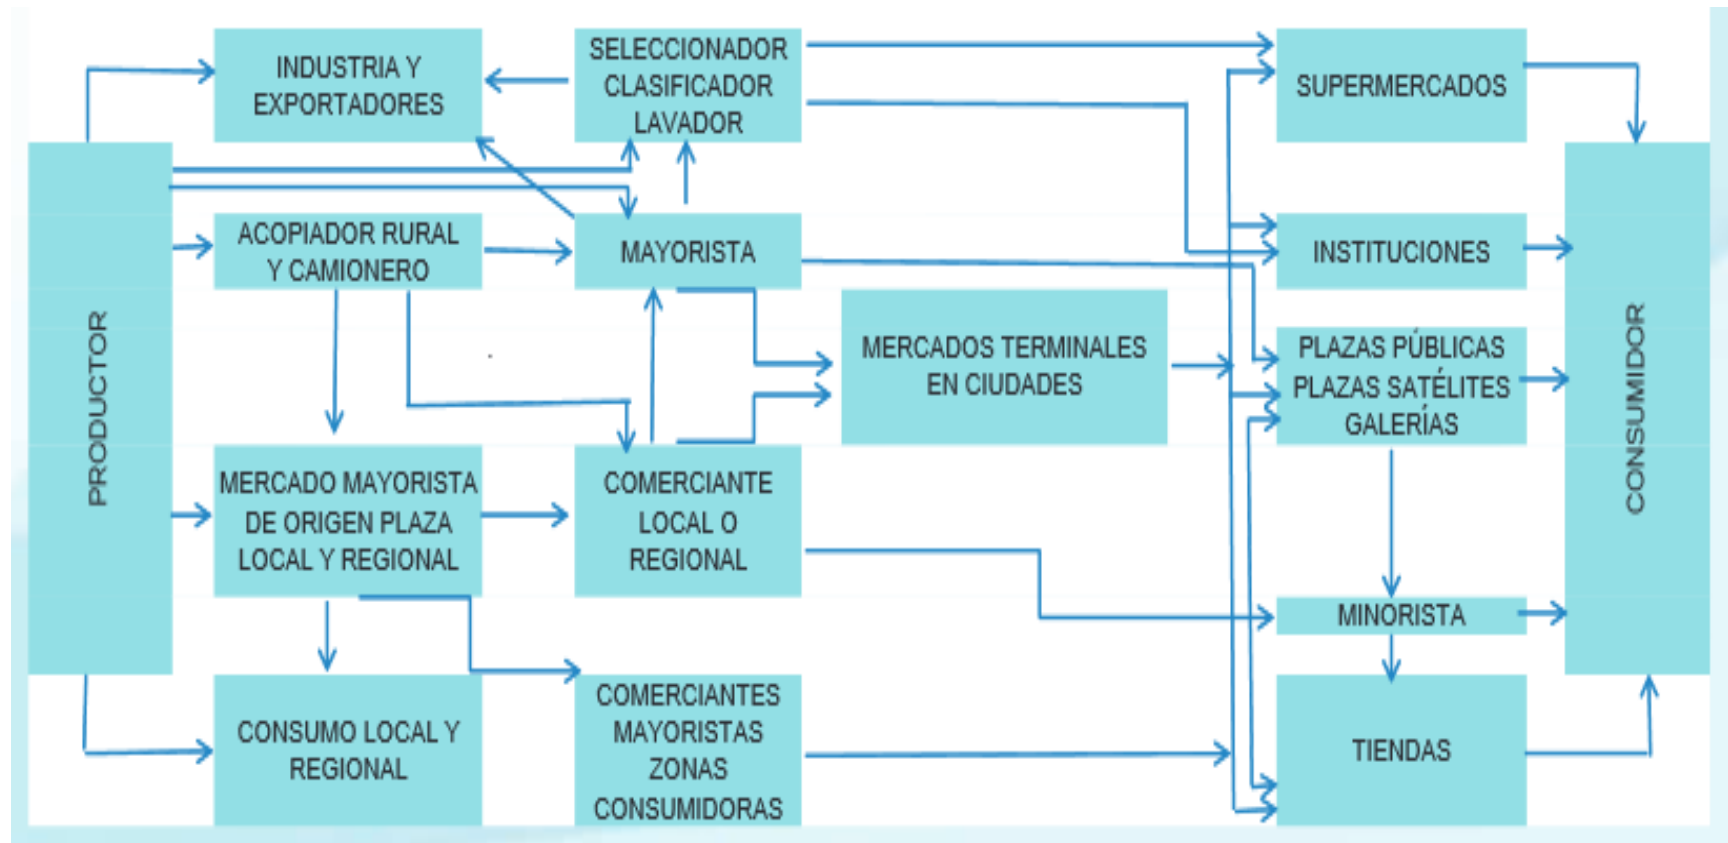 INDUSTRIA Y
EXPORTADORES
SELECCIONADOR
CLASIFICADOR
LAVADOR
SUPERMERCADOS
PRODUCTOR
ACOPIADOR RURAL
Y CAMIONERO
MAYORISTA
INSTITUCIONES
MERCADOS TERMINALES
EN CIUDADES
PLAZAS PÚBLICAS
PLAZAS SATÉLITES
GALERÍAS
CONSUMIDOR
MERCADO MAYORISTA
DE ORIGEN PLAZA
LOCAL Y REGIONAL
COMERCIANTE
LOCAL O
REGIONAL
MINORISTA
CONSUMO LOCAL Y
REGIONAL
COMERCIANTES
MAYORISTAS
ZONAS
CONSUMIDORAS
TIENDAS